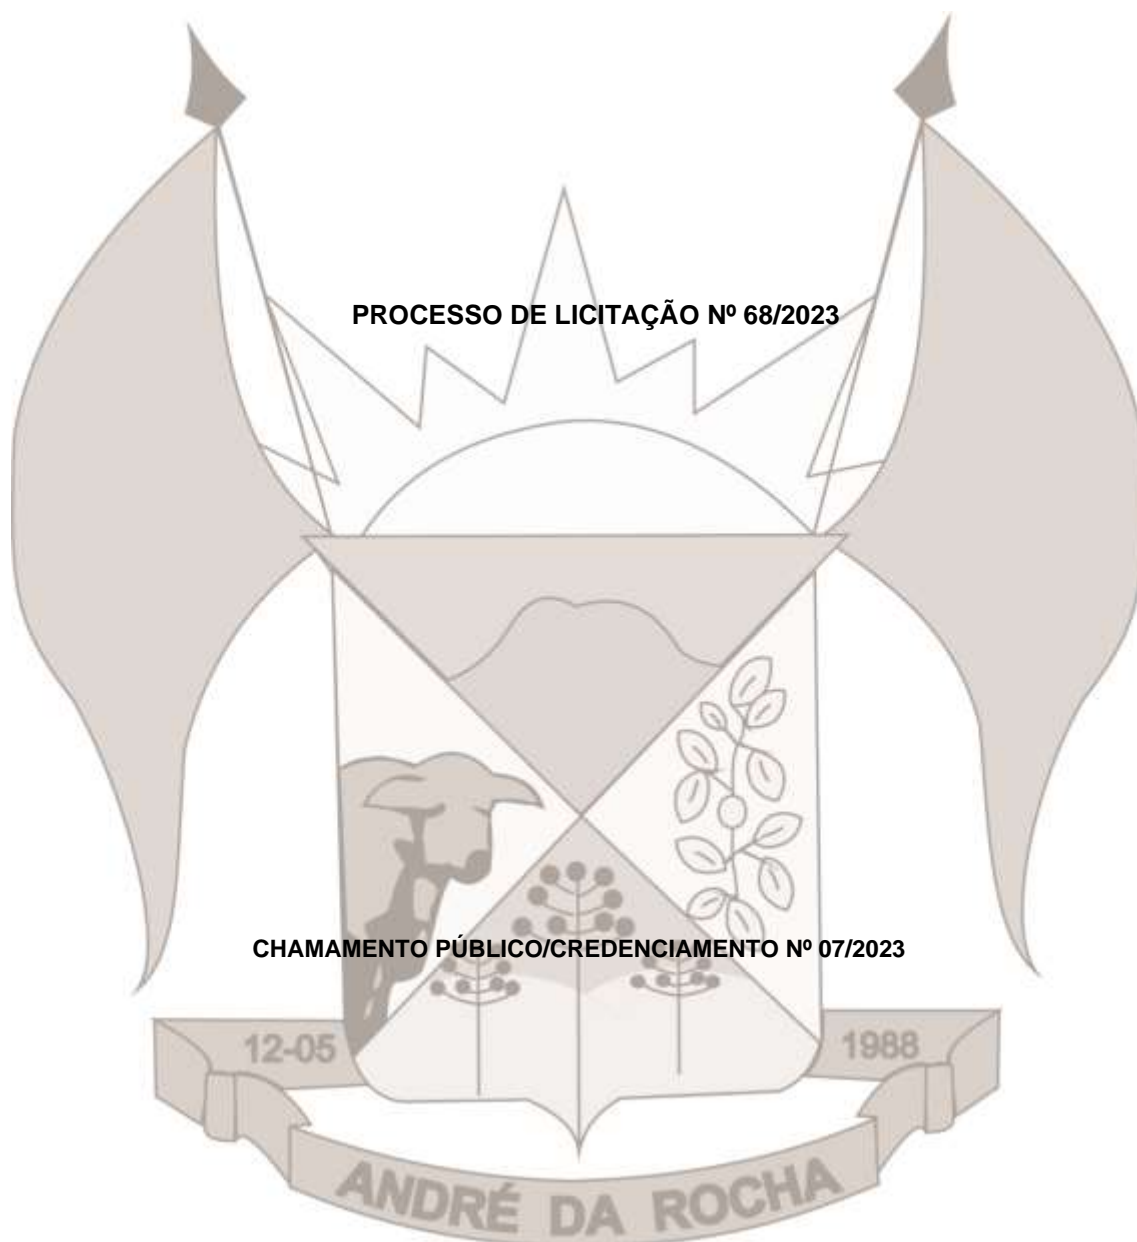 PROCESSO DE LICITAÇÃO Nº 68/2023
CHAMAMENTO PÚBLICO/CREDENCIAMENTO Nº 07/2023
12-05 1988
ANDRÉ DA ROCHA